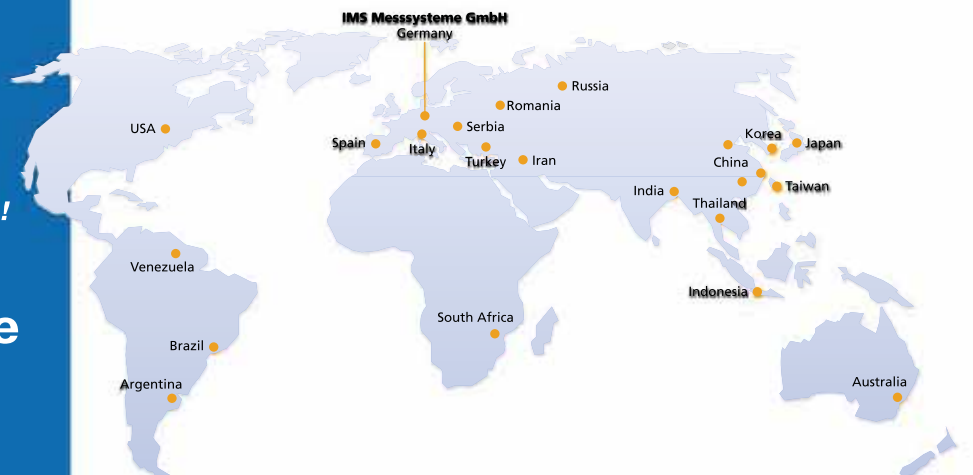 IMS Messsysteme GmbH
Germany
Russia
Romania
USA
Serbia
Korea
Spain
Italy
Japan
Turkey
Iran
China
Taiwan
India
Thailand
!
Venezuela
Indonesia
South Africa
e
Brazil
Argentina
Australia